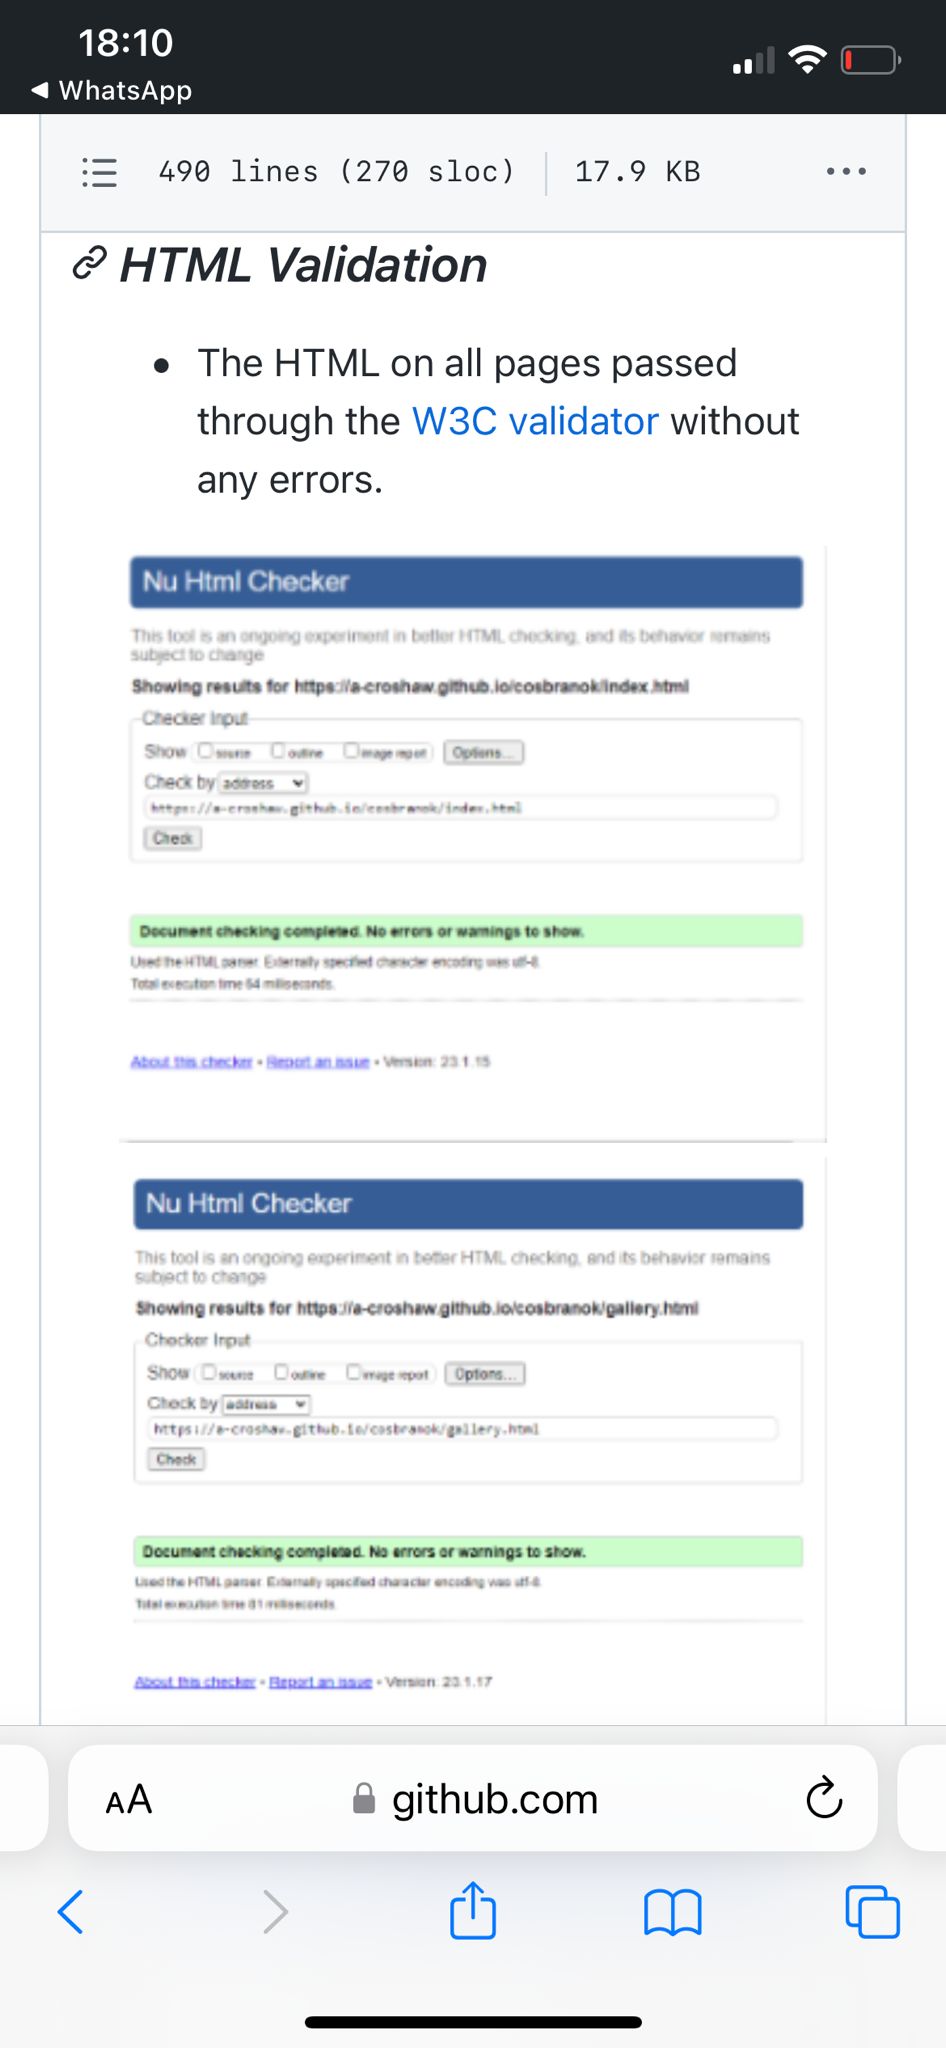 18:10
◀ WhatsApp
490 lines (270 sloc) 17.9 KB
HTML Validation
• The HTML on all pages passed
through the W3C validator without
any errors.
Nu Html Checker
This tool is an ongoing experiment in better HTML checking, and its behavior remains
subject to change
Showing results for https://a-croshaw.github.io/cosbranok/index.html
Checker Input
Show source outline image report Options...
Check by address
https://a-croshaw.github.io/cosbranok/index.html
Check
Document checking completed. No errors or warnings to show.
Used the HTML parser. Externally specified character encoding was utf-8.
Total execution time 64 milliseconds.
About this checker • Report an issue • Version: 23.1.15
Nu Html Checker
This tool is an ongoing experiment in better HTML checking, and its behavior remains
subject to change
Showing results for https://a-croshaw.github.io/cosbranok/gallery.html
Checker Input
Show source outline image report Options...
Check by address
https://a-croshaw.github.io/cosbranok/gallery.html
Check
Document checking completed. No errors or warnings to show.
Used the HTML parser. Externally specified character encoding was utf-8.
Total execution time 81 milliseconds.
About this checker • Report an issue • Version: 23.1.17
AA github.com